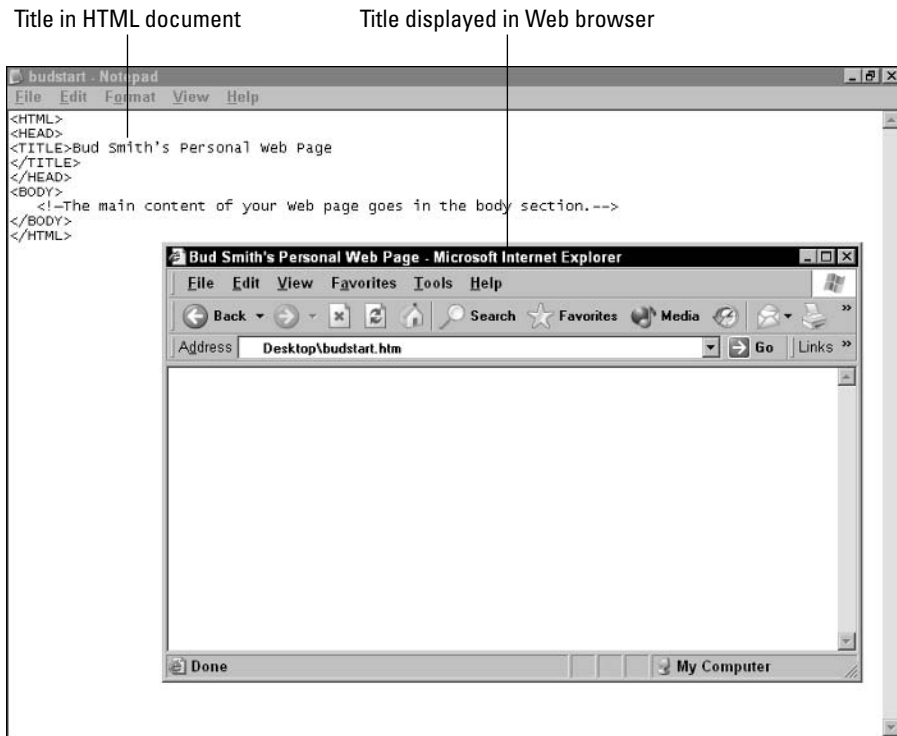 Title in HTML document
Title displayed in Web browser
budstart - Notepad
File Edit Format View Help
<HTML>
<HEAD>
<TITLE>Bud Smith's Personal Web Page
</TITLE>
</HEAD>
<BODY>
<!—The main content of your web page goes in the body section.-->
</BODY>
</HTML>
Bud Smith's Personal Web Page - Microsoft Internet Explorer
File Edit View Favorites Tools Help
Back Search Favorites Media »
Address Desktop\budstart.htm Go Links »
Done My Computer